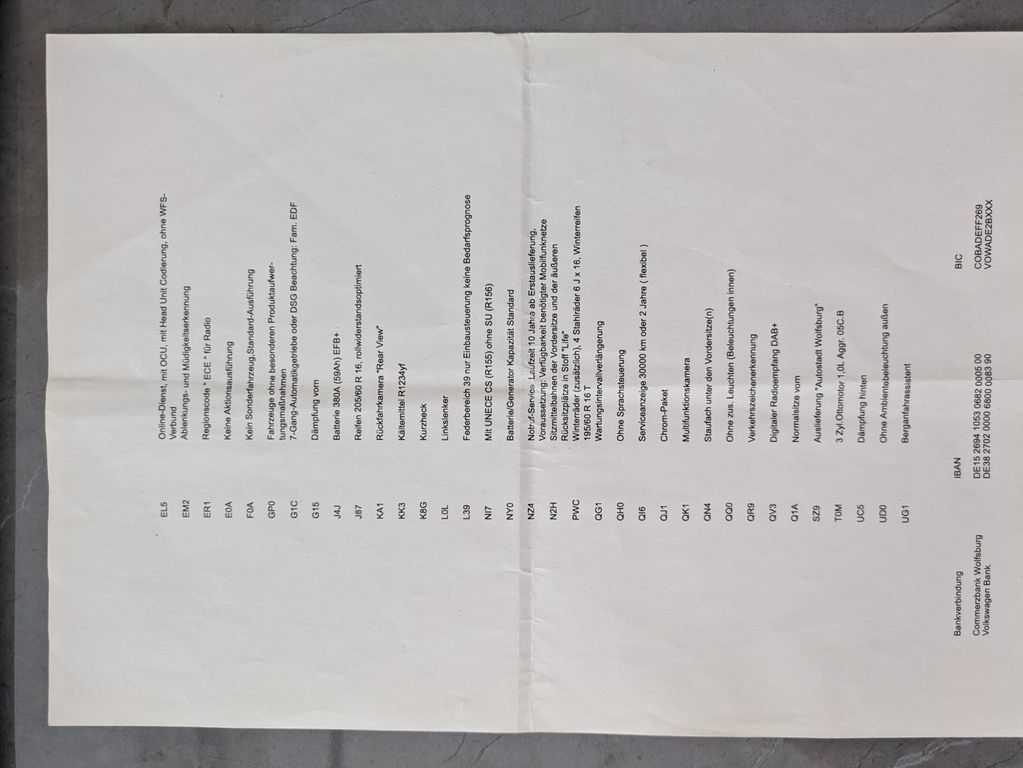 EL5 Online-Dienst, mit OCU, mit Head Unit Codierung, ohne WFS-
Verbund
EM2 Ablenkungs- und Müdigkeitserkennung
ER1 Regionscode " ECE " für Radio
E0A Keine Aktionsausführung
F0A Kein Sonderfahrzeug,Standard-Ausführung
GP0 Fahrzeuge ohne besonderen Produktaufwer-
tungsmaßnahmen
G1C 7-Gang-Automatikgetriebe oder DSG Beachtung: Fam. EDF
G15 Dämpfung vorn
J4J Batterie 380A (59Ah) EFB+
J87 Reifen 205/60 R 16, rollwiderstandsoptimiert
KA1 Rückfahrkamera "Rear View"
KK3 Kältemittel R1234yf
K8G Kurzheck
L0L Linkslenker
L39 Federbereich 39 nur Einbausteuerung keine Bedarfsprognose
NI7 Mit UNECE CS (R155) ohne SU (R156)
NY0 Batterie/Generator Kapazität Standard
NZ4 Notruf-Service, Laufzeit 10 Jahre ab Erstauslieferung,
Voraussetzung: Verfügbarkeit benötigter Mobilfunknetze
N2H Sitzmittelbahnen der Vordersitze und der äußeren
Rücksitzplätze in Stoff "Life"
PWC Winterräder (zusätzlich), 4 Stahlräder 6 J x 16, Winterreifen
195/60 R 16 T
QG1 Wartungsintervallverlängerung
QH0 Ohne Sprachsteuerung
QI6 Serviceanzeige 30000 km oder 2 Jahre ( flexibel )
QJ1 Chrom-Paket
QK1 Multifunktionskamera
QN4 Staufach unter den Vordersitze(n)
QQ0 Ohne zus. Leuchten (Beleuchtungen innen)
QR9 Verkehrszeichenerkennung
QV3 Digitaler Radioempfang DAB+
Q1A Normalsitze vorn
SZ9 Auslieferung "Autostadt Wolfsburg"
T0M 3 Zyl.Ottomotor 1,0L Aggr. 05C.B
UC5 Dämpfung hinten
UD0 Ohne Ambientebeleuchtung außen
UG1 Berganfahrassistent
Bankverbindung IBAN BIC
Commerzbank Wolfsburg DE15 2694 1053 0682 0005 00 COBADEFF269
Volkswagen Bank DE38 2702 0000 6800 0083 90 VOWADE2BXXX